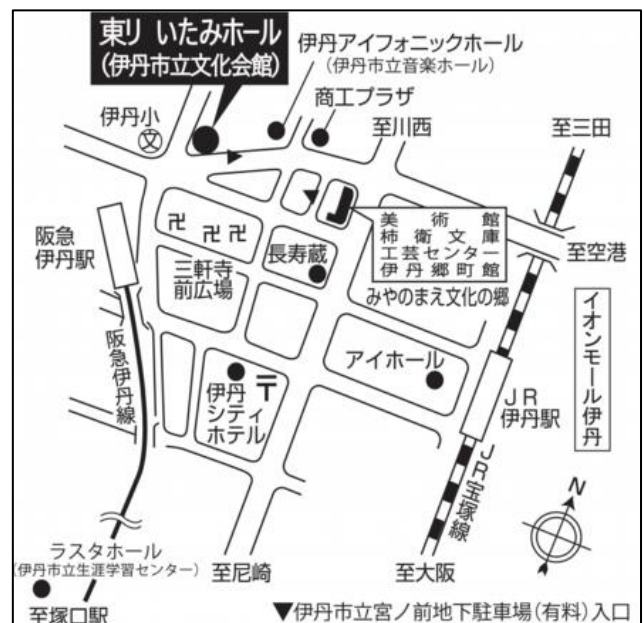 東リ いたみホール
(伊丹市立文化会館)
伊丹アイフォニックホール
(伊丹市立音楽ホール)
商工プラザ
伊丹小
文
至川西
至三田
阪急
伊丹駅
卍 卍 卍
三軒寺
前広場
長寿蔵
美術館
柿衛文庫
工芸センター
伊丹郷町館
みやのまえ文化の郷
至空港
イオンモール伊丹
阪急伊丹線
伊丹
シティ
ホテル
〒
アイホール
JR
伊丹駅
JR宝塚線
N
ラスタホール
(伊丹市立生涯学習センター)
至塚口駅
至尼崎
至大阪
▼伊丹市立宮ノ前地下駐車場(有料)入口